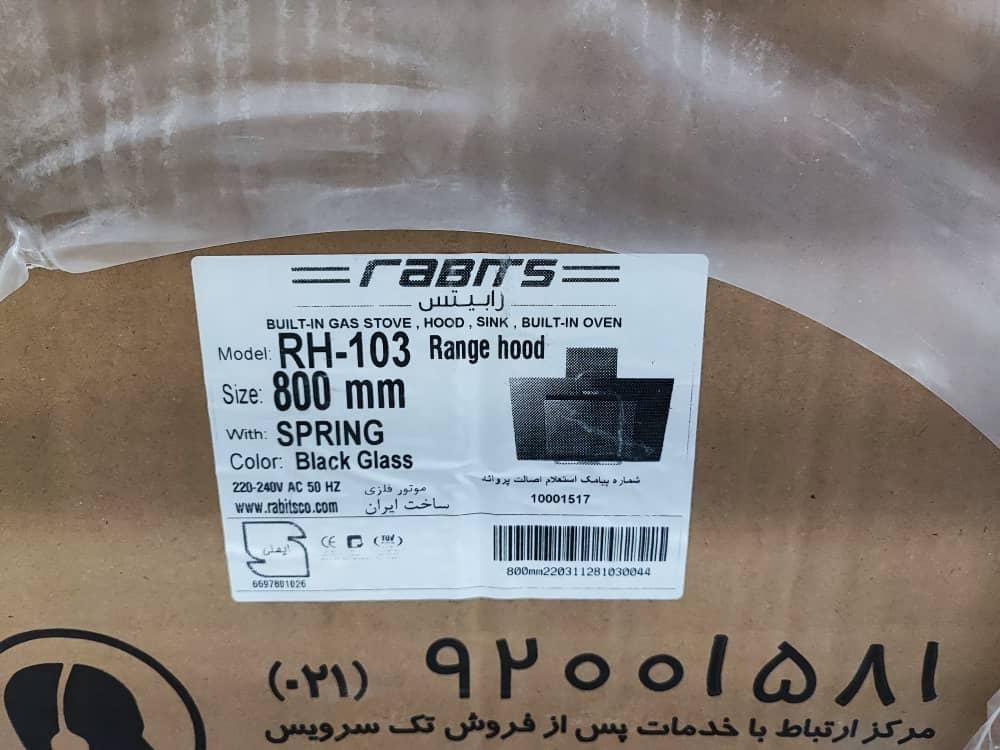 rabits
رابیتس
BUILT-IN GAS STOVE , HOOD , SINK , BUILT-IN OVEN
Model: RH-103 Range hood
Size: 800 mm
With: SPRING
Color: Black Glass
220-240V AC 50 HZ
موتور فلزی
www.rabitsco.com
ساخت ایران
شماره پیامک استعلام اصالت پروانه
10001517
ایمنی
6697801026
CE
TÜV
800mm220311281030044
(۰۲۱) ۹۲۰۰۱۵۸۱
مرکز ارتباط با خدمات پس از فروش تک سرویس